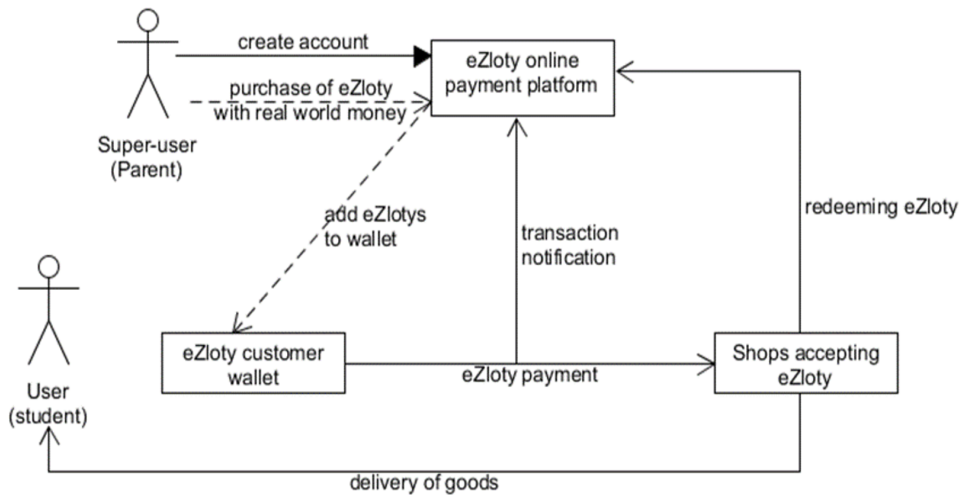 create account
eZloty online
payment platform
purchase of eZloty
with real world money
Super-user
(Parent)
add eZlotys
to wallet
transaction
notification
redeeming eZloty
eZloty customer
wallet
eZloty payment
Shops accepting
eZloty
User
(student)
delivery of goods